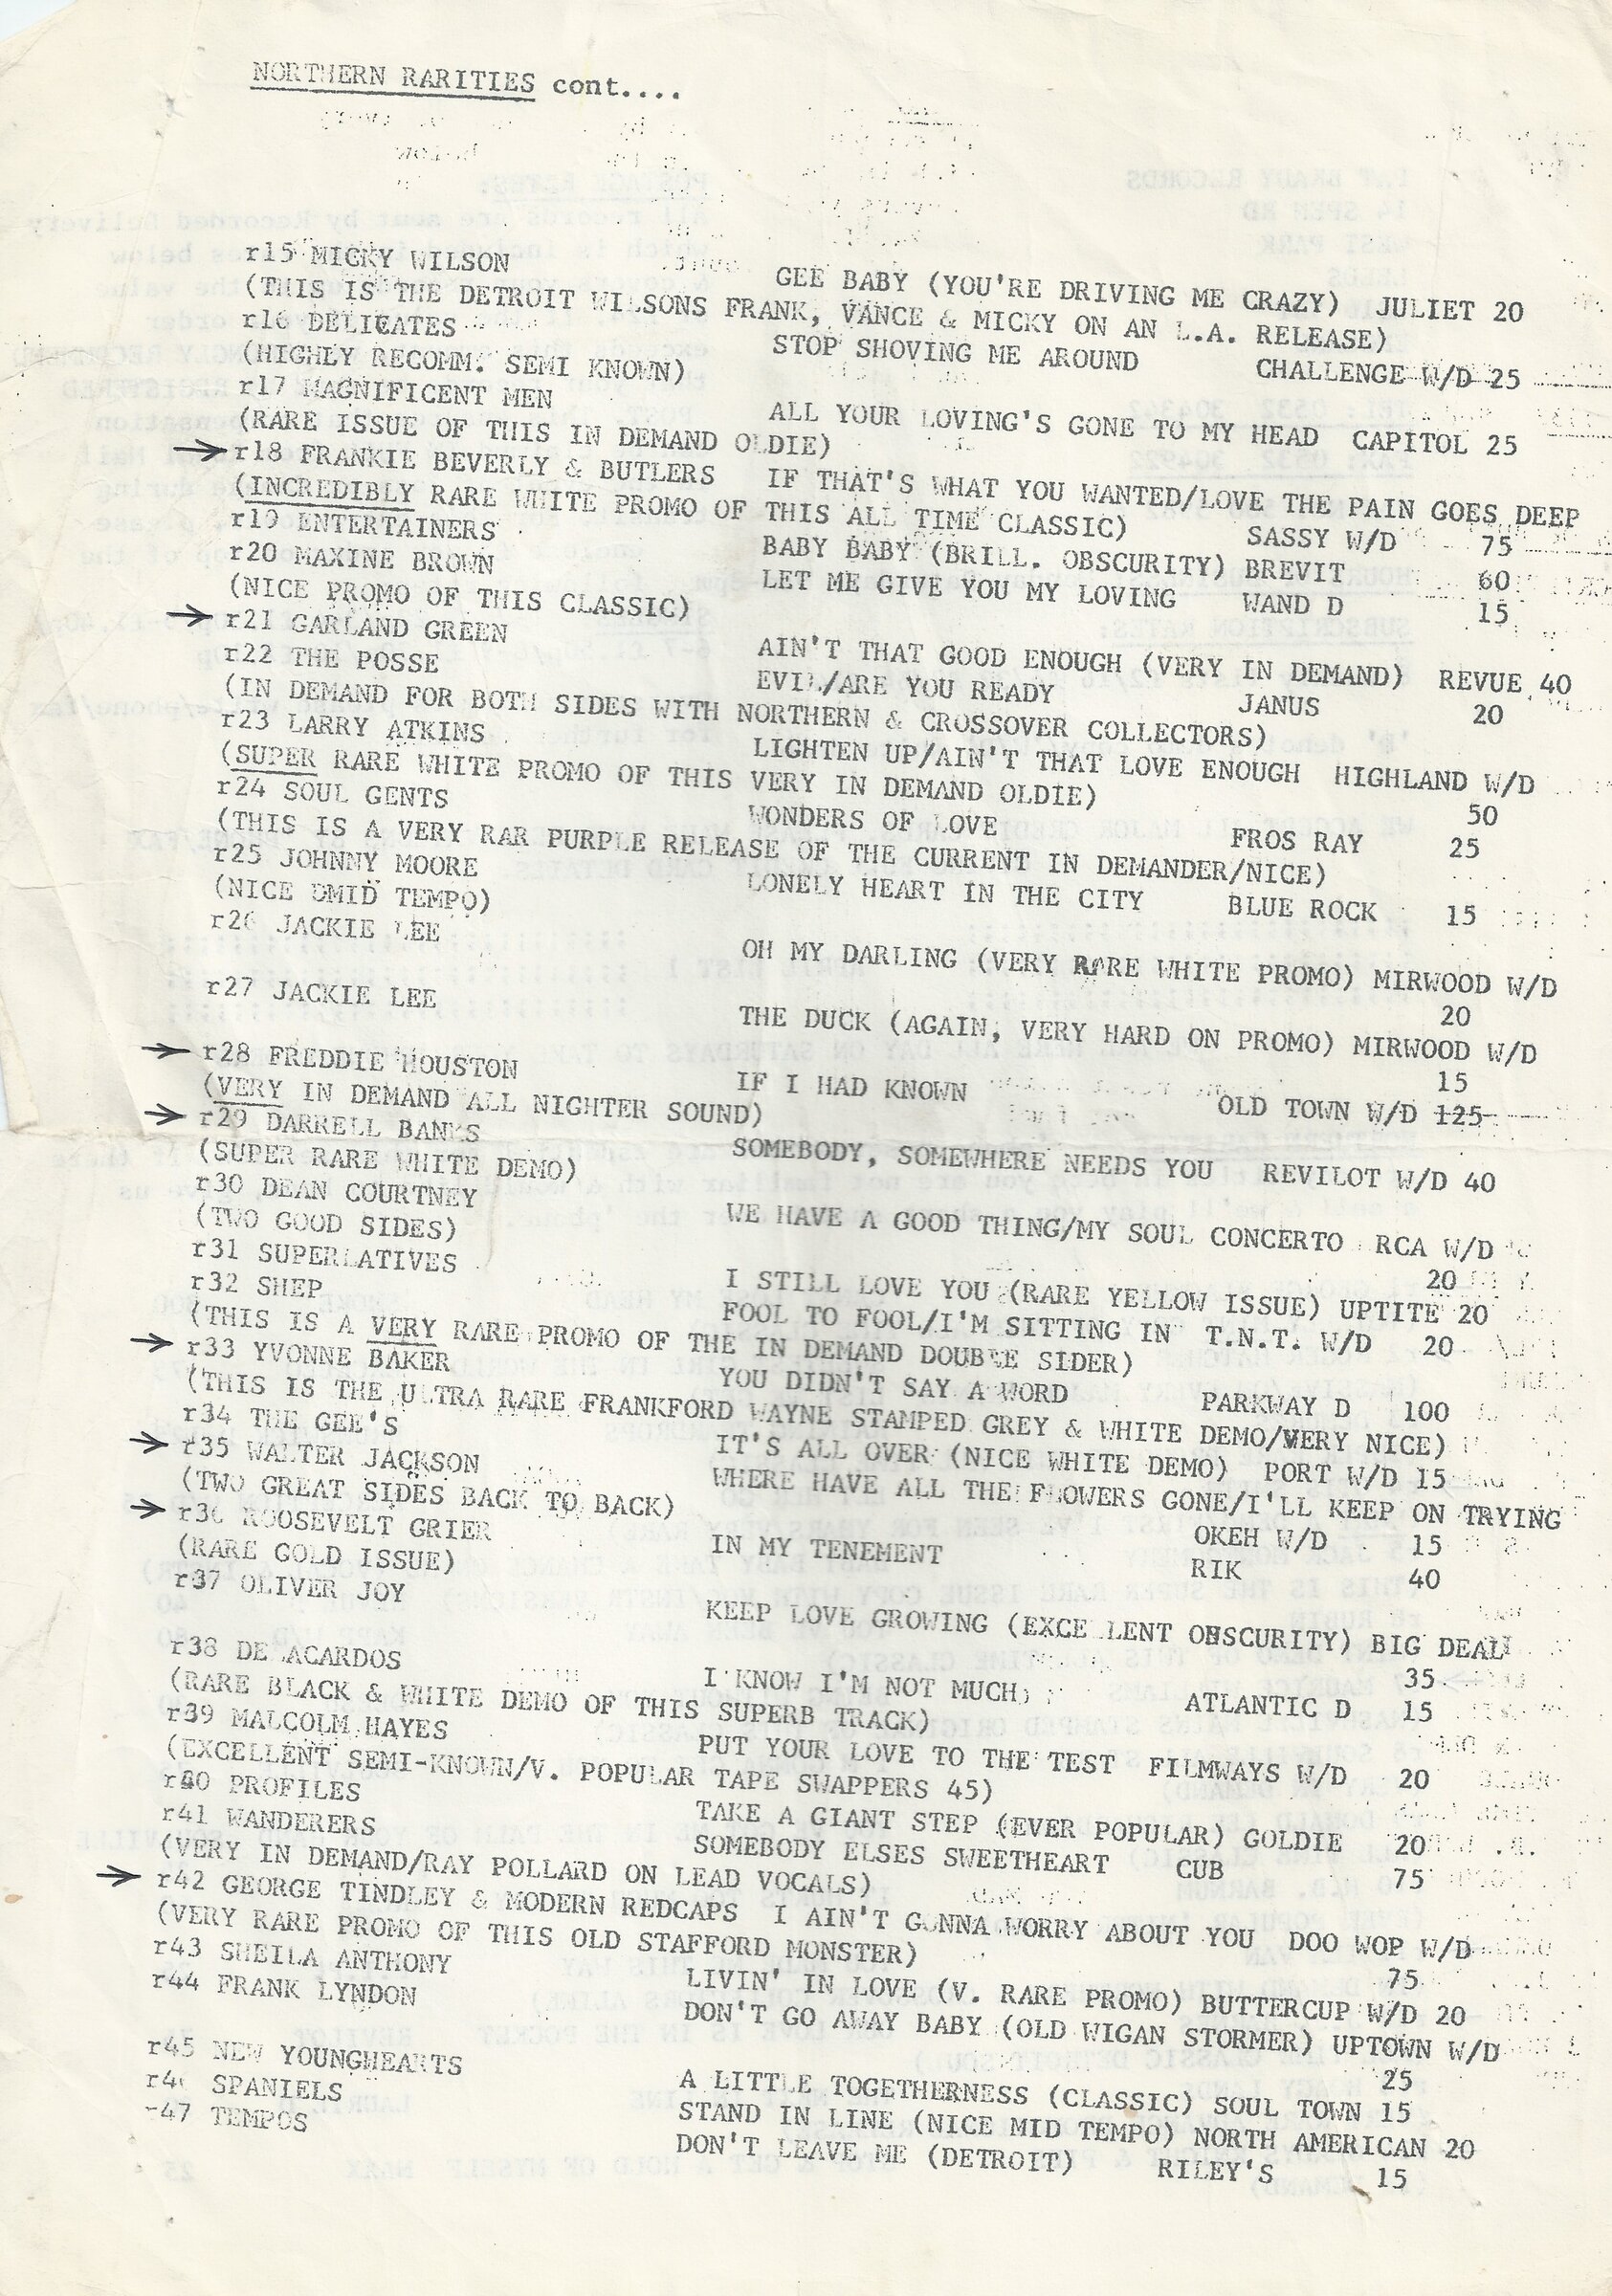 NORTHERN RARITIES cont....
r15 MICKY WILSON GEE BABY (YOU'RE DRIVING ME CRAZY) JULIET 20
(THIS IS THE DETROIT WILSONS FRANK, VANCE & MICKY ON AN L.A. RELEASE)
r16 DELICATES STOP SHOVING ME AROUND CHALLENGE W/D 25
(HIGHLY RECOMM. SEMI KNOWN)
r17 MAGNIFICENT MEN ALL YOUR LOVING'S GONE TO MY HEAD CAPITOL 25
(RARE ISSUE OF THIS IN DEMAND OLDIE)
→ r18 FRANKIE BEVERLY & BUTLERS IF THAT'S WHAT YOU WANTED/LOVE THE PAIN GOES DEEP
(INCREDIBLY RARE WHITE PROMO OF THIS ALL TIME CLASSIC) SASSY W/D 75
r19 ENTERTAINERS BABY BABY (BRILL. OBSCURITY) BREVIT 60
r20 MAXINE BROWN LET ME GIVE YOU MY LOVING WAND D 15
(NICE PROMO OF THIS CLASSIC)
→ r21 GARLAND GREEN AIN'T THAT GOOD ENOUGH (VERY IN DEMAND) REVUE 40
r22 THE POSSE EVIL/ARE YOU READY JANUS 20
(IN DEMAND FOR BOTH SIDES WITH NORTHERN & CROSSOVER COLLECTORS)
r23 LARRY ATKINS LIGHTEN UP/AIN'T THAT LOVE ENOUGH HIGHLAND W/D
(SUPER RARE WHITE PROMO OF THIS VERY IN DEMAND OLDIE) 50
r24 SOUL GENTS WONDERS OF LOVE FROS RAY 25
(THIS IS A VERY RAR PURPLE RELEASE OF THE CURRENT IN DEMANDER/NICE)
r25 JOHNNY MOORE LONELY HEART IN THE CITY BLUE ROCK 15
(NICE DMID TEMPO)
r26 JACKIE LEE OH MY DARLING (VERY RARE WHITE PROMO) MIRWOOD W/D
20
r27 JACKIE LEE THE DUCK (AGAIN, VERY HARD ON PROMO) MIRWOOD W/D
15
→ r28 FREDDIE HOUSTON IF I HAD KNOWN OLD TOWN W/D 125
(VERY IN DEMAND ALL NIGHTER SOUND)
→ r29 DARRELL BANKS SOMEBODY, SOMEWHERE NEEDS YOU REVILOT W/D 40
(SUPER RARE WHITE DEMO)
r30 DEAN COURTNEY WE HAVE A GOOD THING/MY SOUL CONCERTO RCA W/D
(TWO GOOD SIDES) 20
r31 SUPERLATIVES I STILL LOVE YOU (RARE YELLOW ISSUE) UPTITE 20
r32 SHEP FOOL TO FOOL/I'M SITTING IN T.N.T. W/D 20
(THIS IS A VERY RARE PROMO OF THE IN DEMAND DOUBLE SIDER)
→ r33 YVONNE BAKER YOU DIDN'T SAY A WORD PARKWAY D 100
(THIS IS THE ULTRA RARE FRANKFORD WAYNE STAMPED GREY & WHITE DEMO/VERY NICE)
r34 THE GEE'S IT'S ALL OVER (NICE WHITE DEMO) PORT W/D 15
→ r35 WALTER JACKSON WHERE HAVE ALL THE FLOWERS GONE/I'LL KEEP ON TRYING
(TWO GREAT SIDES BACK TO BACK) OKEH W/D 15
→ r36 ROOSEVELT GRIER IN MY TENEMENT RIK 40
(RARE GOLD ISSUE)
r37 OLIVER JOY KEEP LOVE GROWING (EXCELLENT OBSCURITY) BIG DEAL
35
r38 DE ACARDOS I KNOW I'M NOT MUCH ATLANTIC D 15
(RARE BLACK & WHITE DEMO OF THIS SUPERB TRACK)
r39 MALCOLM HAYES PUT YOUR LOVE TO THE TEST FILMWAYS W/D 20
(EXCELLENT SEMI-KNOWN/V. POPULAR TAPE SWAPPERS 45)
r40 PROFILES TAKE A GIANT STEP (EVER POPULAR) GOLDIE 20
r41 WANDERERS SOMEBODY ELSES SWEETHEART CUB 75
(VERY IN DEMAND/RAY POLLARD ON LEAD VOCALS)
→ r42 GEORGE TINDLEY & MODERN REDCAPS I AIN'T GONNA WORRY ABOUT YOU DOO WOP W/D
(VERY RARE PROMO OF THIS OLD STAFFORD MONSTER) 75
r43 SHEILA ANTHONY LIVIN' IN LOVE (V. RARE PROMO) BUTTERCUP W/D 20
r44 FRANK LYNDON DON'T GO AWAY BABY (OLD WIGAN STORMER) UPTOWN W/D
25
r45 NEW YOUNGHEARTS A LITTLE TOGETHERNESS (CLASSIC) SOUL TOWN 15
r46 SPANIELS STAND IN LINE (NICE MID TEMPO) NORTH AMERICAN 20
r47 TEMPOS DON'T LEAVE ME (DETROIT) RILEY'S 15